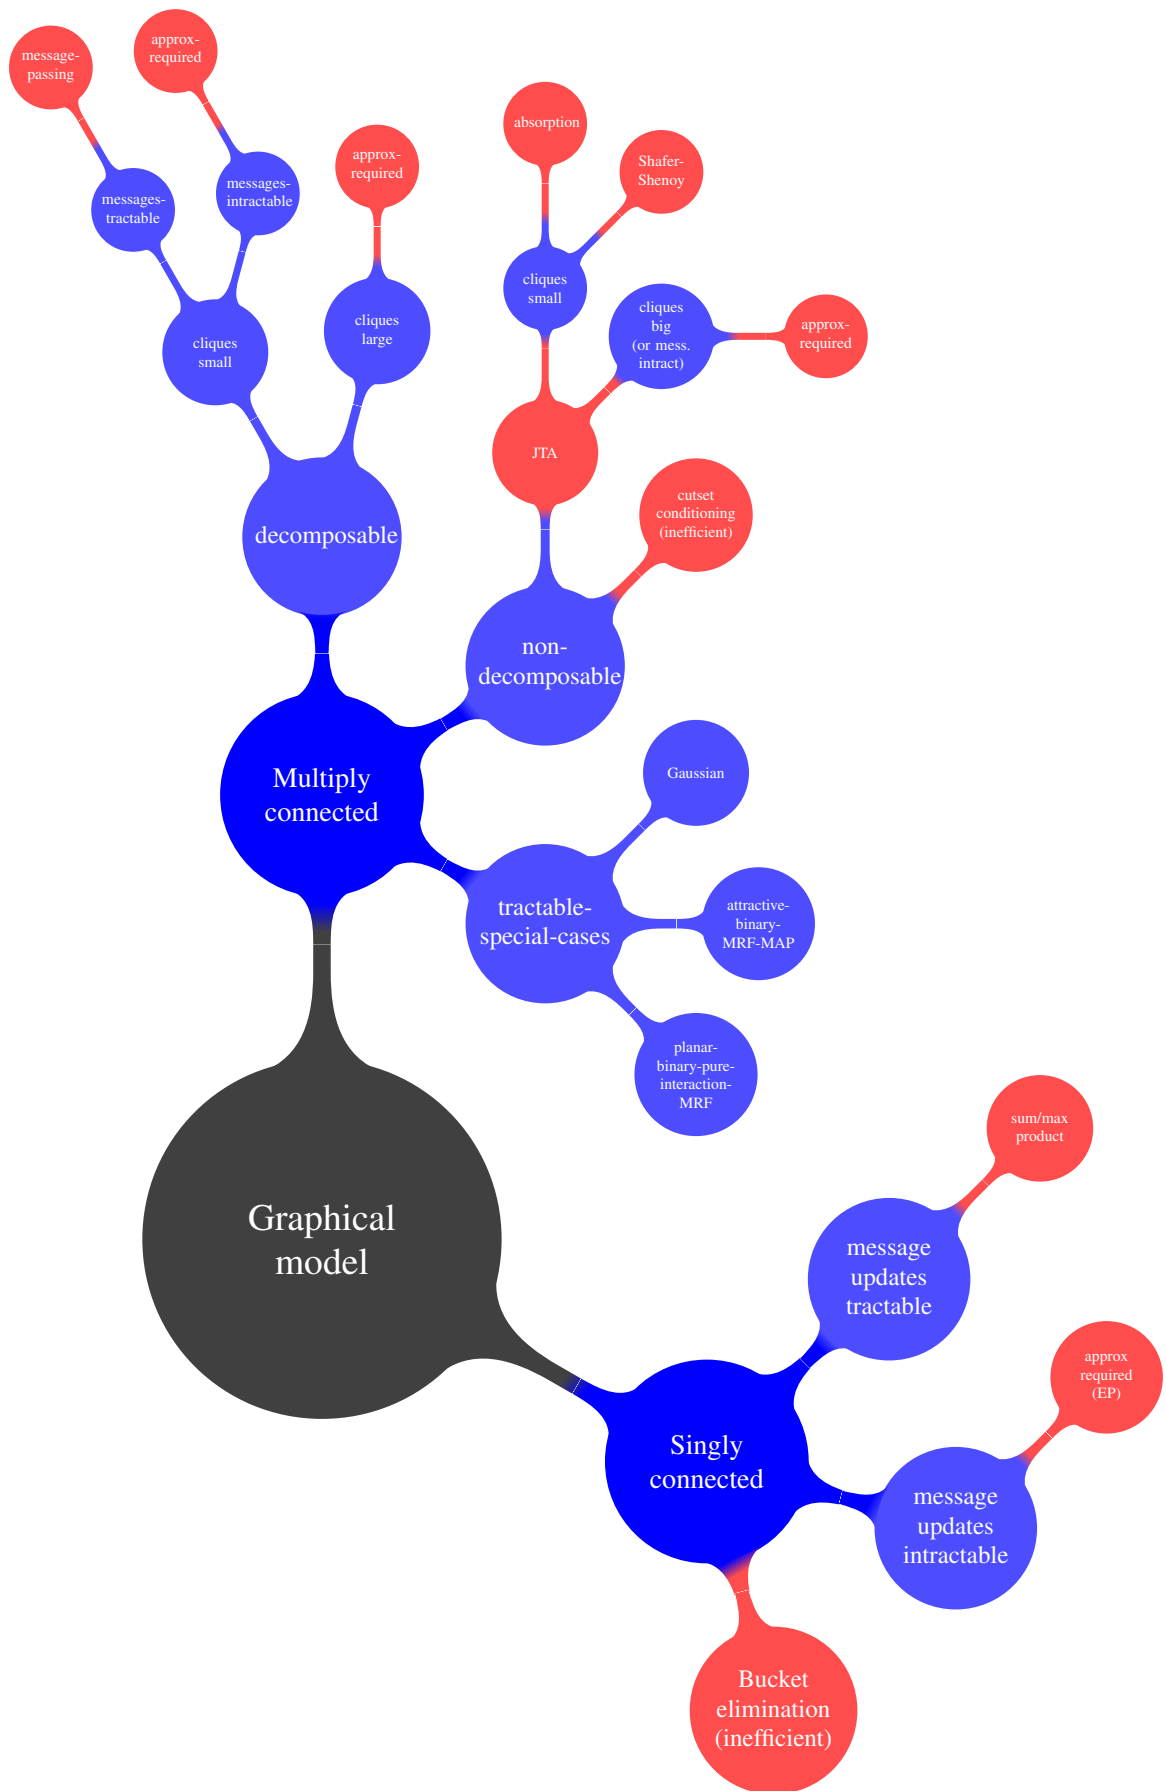 message-
passing
approx-
required
messages-
tractable
messages-
intractable
approx-
required
cliques
small
cliques
large
decomposable
absorption
Shafer-
Shenoy
cliques
small
cliques
big
(or mess.
intract)
approx-
required
JTA
cutset
conditioning
(inefficient)
non-
decomposable
Multiply
connected
Gaussian
tractable-
special-cases
attractive-
binary-
MRF-MAP
planar-
binary-pure-
interaction-
MRF
Graphical
model
sum/max
product
message
updates
tractable
approx
required
(EP)
Singly
connected
message
updates
intractable
Bucket
elimination
(inefficient)